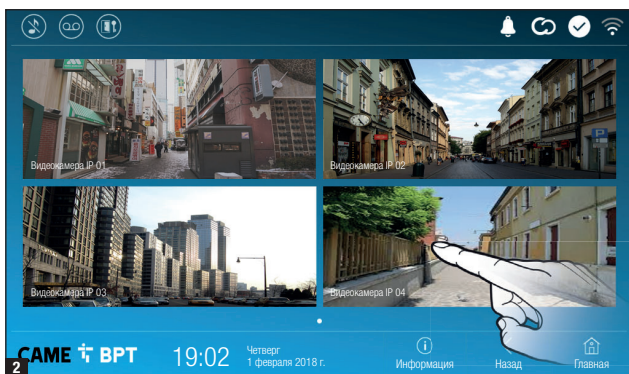 Видеокамера IP 01
Видеокамера IP 02
Видеокамера IP 03
Видеокамера IP 04
2
CAME BPT
19:02
Четверг
1 февраля 2018 г.
Информация
Назад
Главная